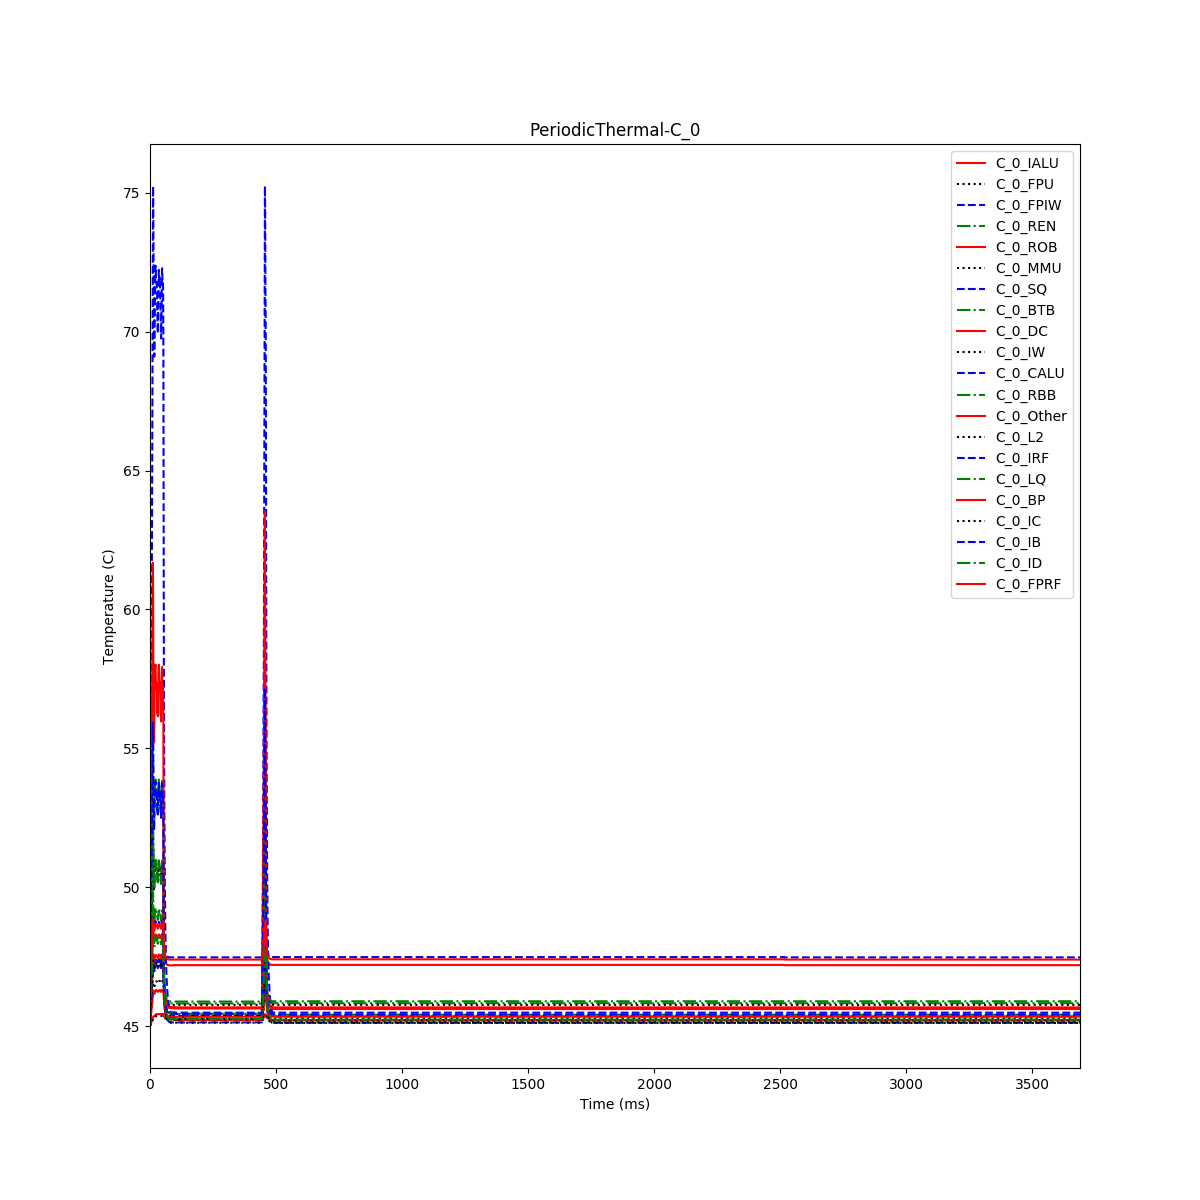 PeriodicThermal-C_0
C_0_IALU
C_0_FPU
C_0_FPIW
C_0_REN
C_0_ROB
C_0_MMU
C_0_SQ
C_0_BTB
C_0_DC
C_0_IW
C_0_CALU
C_0_RBB
C_0_Other
C_0_L2
C_0_IRF
C_0_LQ
C_0_BP
C_0_IC
C_0_IB
C_0_ID
C_0_FPRF
75
70
65
60
55
50
45
Temperature (C)
0 500 1000 1500 2000 2500 3000 3500
Time (ms)